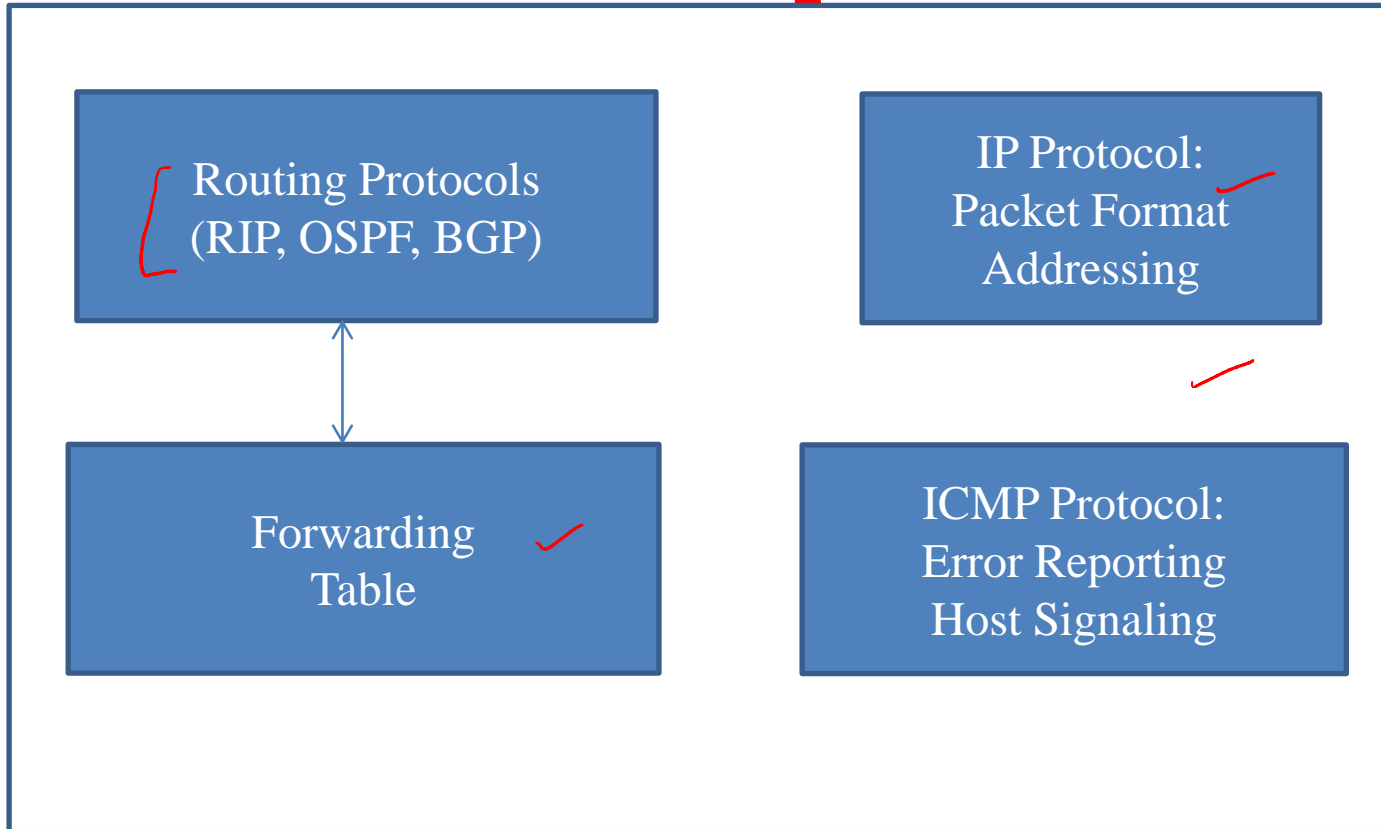 Routing Protocols
(RIP, OSPF, BGP)
IP Protocol:
Packet Format
Addressing
Forwarding
Table
ICMP Protocol:
Error Reporting
Host Signaling